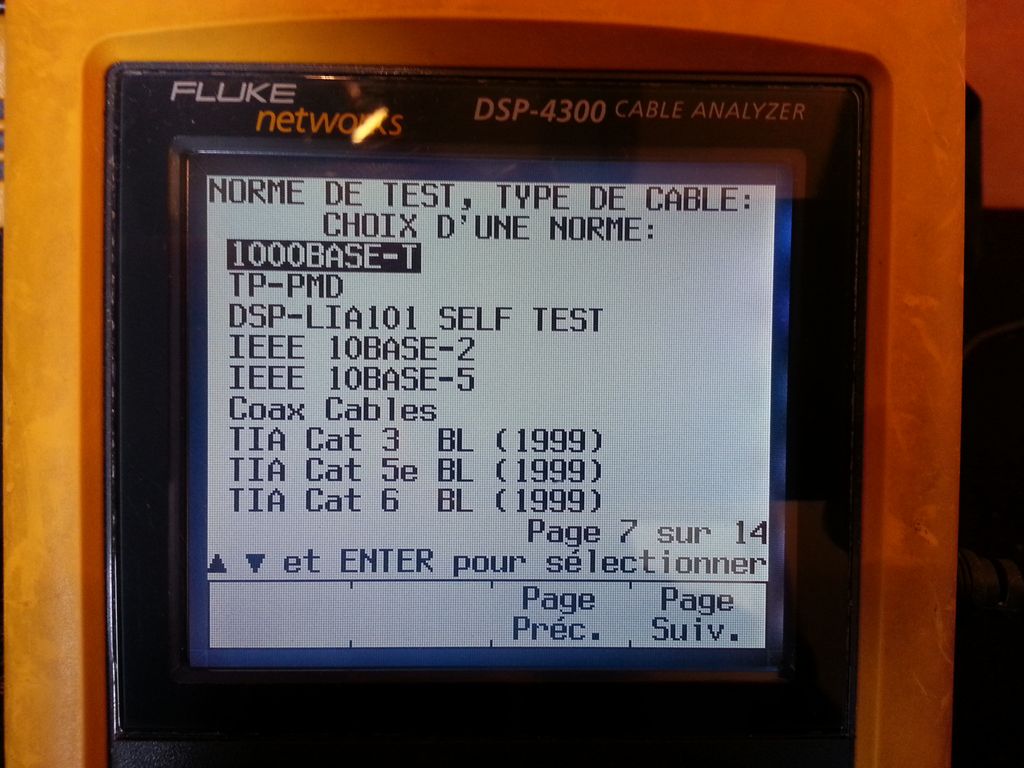 FLUKE
networks
DSP-4300 CABLE ANALYZER
NORME DE TEST, TYPE DE CABLE:
CHOIX D'UNE NORME:
1000BASE-T
TP-PMD
DSP-LIA101 SELF TEST
IEEE 10BASE-2
IEEE 10BASE-5
Coax Cables
TIA Cat 3 BL (1999)
TIA Cat 5e BL (1999)
TIA Cat 6 BL (1999)
Page 7 sur 14
▲ ▼ et ENTER pour sélectionner
Page Préc.
Page Suiv.